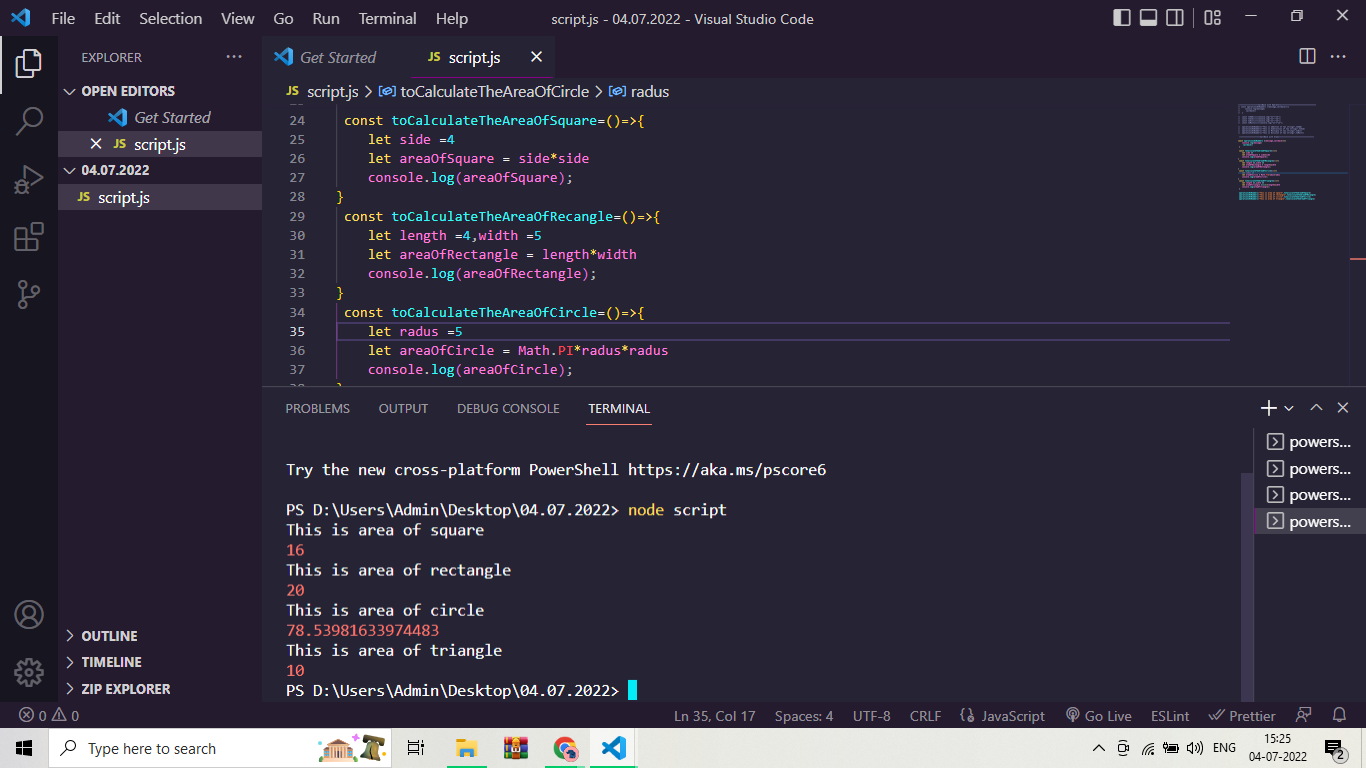 File Edit Selection View Go Run Terminal Help script.js - 04.07.2022 - Visual Studio Code
EXPLORER
OPEN EDITORS
Get Started
JS script.js
04.07.2022
JS script.js
OUTLINE
TIMELINE
ZIP EXPLORER
Get Started JS script.js
JS script.js > toCalculateTheAreaOfCircle > radus
24 const toCalculateTheAreaOfSquare=()=>{
25 let side =4
26 let areaOfSquare = side*side
27 console.log(areaOfSquare);
28 }
29 const toCalculateTheAreaOfRecangle=()=>{
30 let length =4,width =5
31 let areaOfRectangle = length*width
32 console.log(areaOfRectangle);
33 }
34 const toCalculateTheAreaOfCircle=()=>{
35 let radus =5
36 let areaOfCircle = Math.PI*radus*radus
37 console.log(areaOfCircle);
PROBLEMS OUTPUT DEBUG CONSOLE TERMINAL
Try the new cross-platform PowerShell https://aka.ms/pscore6
PS D:\Users\Admin\Desktop\04.07.2022> node script
This is area of square
16
This is area of rectangle
20
This is area of circle
78.53981633974483
This is area of triangle
10
PS D:\Users\Admin\Desktop\04.07.2022>
powers...
powers...
powers...
powers...
0 0 Ln 35, Col 17 Spaces: 4 UTF-8 CRLF {} JavaScript Go Live ESLint Prettier
Type here to search
ENG
15:25
04-07-2022
2